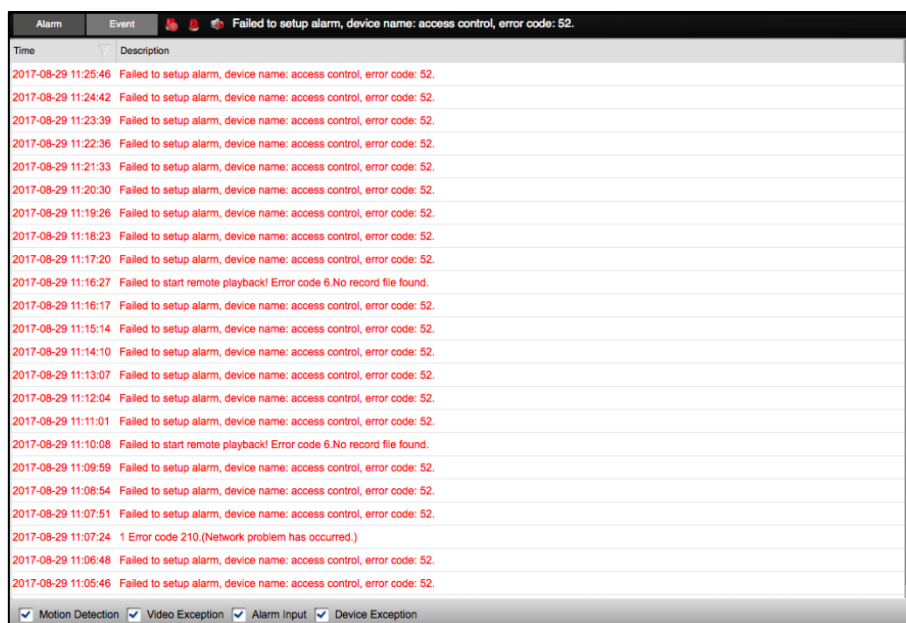 Alarm Event Failed to setup alarm, device name: access control, error code: 52.
Time Description
2017-08-29 11:25:46 Failed to setup alarm, device name: access control, error code: 52.
2017-08-29 11:24:42 Failed to setup alarm, device name: access control, error code: 52.
2017-08-29 11:23:39 Failed to setup alarm, device name: access control, error code: 52.
2017-08-29 11:22:36 Failed to setup alarm, device name: access control, error code: 52.
2017-08-29 11:21:33 Failed to setup alarm, device name: access control, error code: 52.
2017-08-29 11:20:30 Failed to setup alarm, device name: access control, error code: 52.
2017-08-29 11:19:26 Failed to setup alarm, device name: access control, error code: 52.
2017-08-29 11:18:23 Failed to setup alarm, device name: access control, error code: 52.
2017-08-29 11:17:20 Failed to setup alarm, device name: access control, error code: 52.
2017-08-29 11:16:27 Failed to start remote playback! Error code 6.No record file found.
2017-08-29 11:16:17 Failed to setup alarm, device name: access control, error code: 52.
2017-08-29 11:15:14 Failed to setup alarm, device name: access control, error code: 52.
2017-08-29 11:14:10 Failed to setup alarm, device name: access control, error code: 52.
2017-08-29 11:13:07 Failed to setup alarm, device name: access control, error code: 52.
2017-08-29 11:12:04 Failed to setup alarm, device name: access control, error code: 52.
2017-08-29 11:11:01 Failed to setup alarm, device name: access control, error code: 52.
2017-08-29 11:10:08 Failed to start remote playback! Error code 6.No record file found.
2017-08-29 11:09:59 Failed to setup alarm, device name: access control, error code: 52.
2017-08-29 11:08:54 Failed to setup alarm, device name: access control, error code: 52.
2017-08-29 11:07:51 Failed to setup alarm, device name: access control, error code: 52.
2017-08-29 11:07:24 1 Error code 210.(Network problem has occurred.)
2017-08-29 11:06:48 Failed to setup alarm, device name: access control, error code: 52.
2017-08-29 11:05:46 Failed to setup alarm, device name: access control, error code: 52.
Motion Detection Video Exception Alarm Input Device Exception